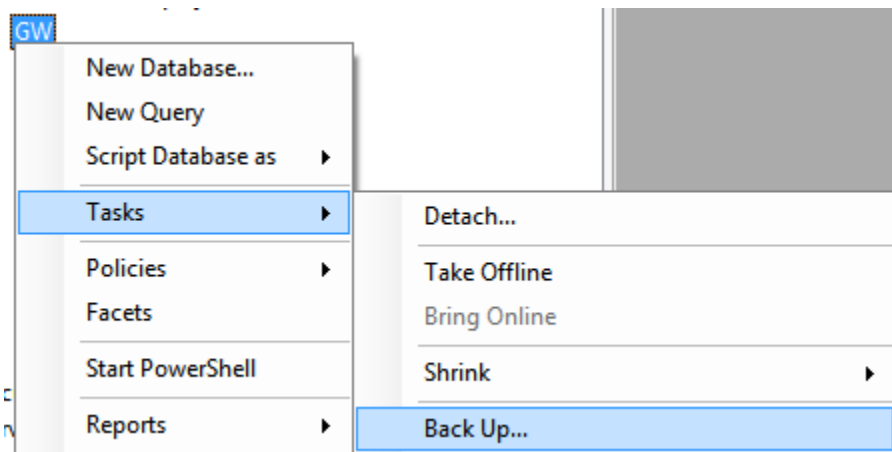 GW
New Database...
New Query
Script Database as
Tasks
Policies
Facets
Start PowerShell
Reports
Detach...
Take Offline
Bring Online
Shrink
Back Up...